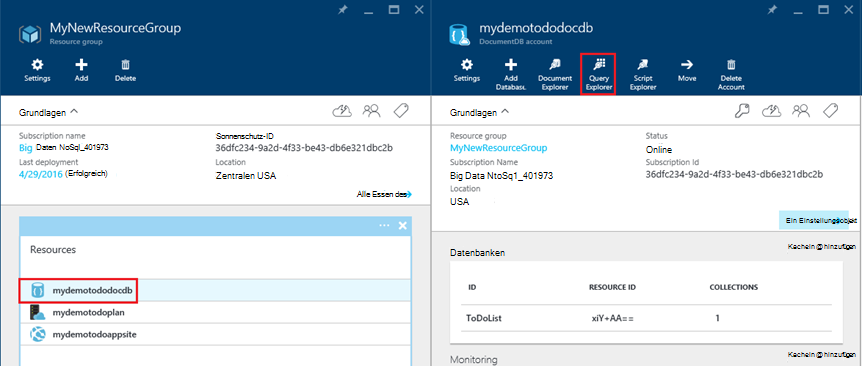 MyNewResourceGroup
Resource group
Settings
Add
Delete
Grundlagen
Subscription name
Big Daten NoSql_401973
Last deployment
4/29/2016 (Erfolgreich)
Sonnenschutz-ID
36dfc234-9a2d-4f33-be43-db6e321dbc2b
Location
Zentralen USA
Alle Essen des
Resources
mydemotododocdb
mydemotodoplan
mydemotodoappsite
mydemotododocdb
DocumentDB account
Settings
Add Databas.
Document Explorer
Query Explorer
Script Explorer
Move
Delete Account
Grundlagen
Resource group
MyNewResourceGroup
Subscription Name
Big Data NtoSq1_401973
Location
USA
Status
Online
Subscription Id
36dfc234-9a2d-4f33-be43-db6e321dbc2b
Ein Einstellungsobjekt
Kacheln @ hinzufügen
Datenbanken
ID RESOURCE ID COLLECTIONS
ToDoList xiY+AA== 1
Monitoring
Kacheln @ hinzufügen